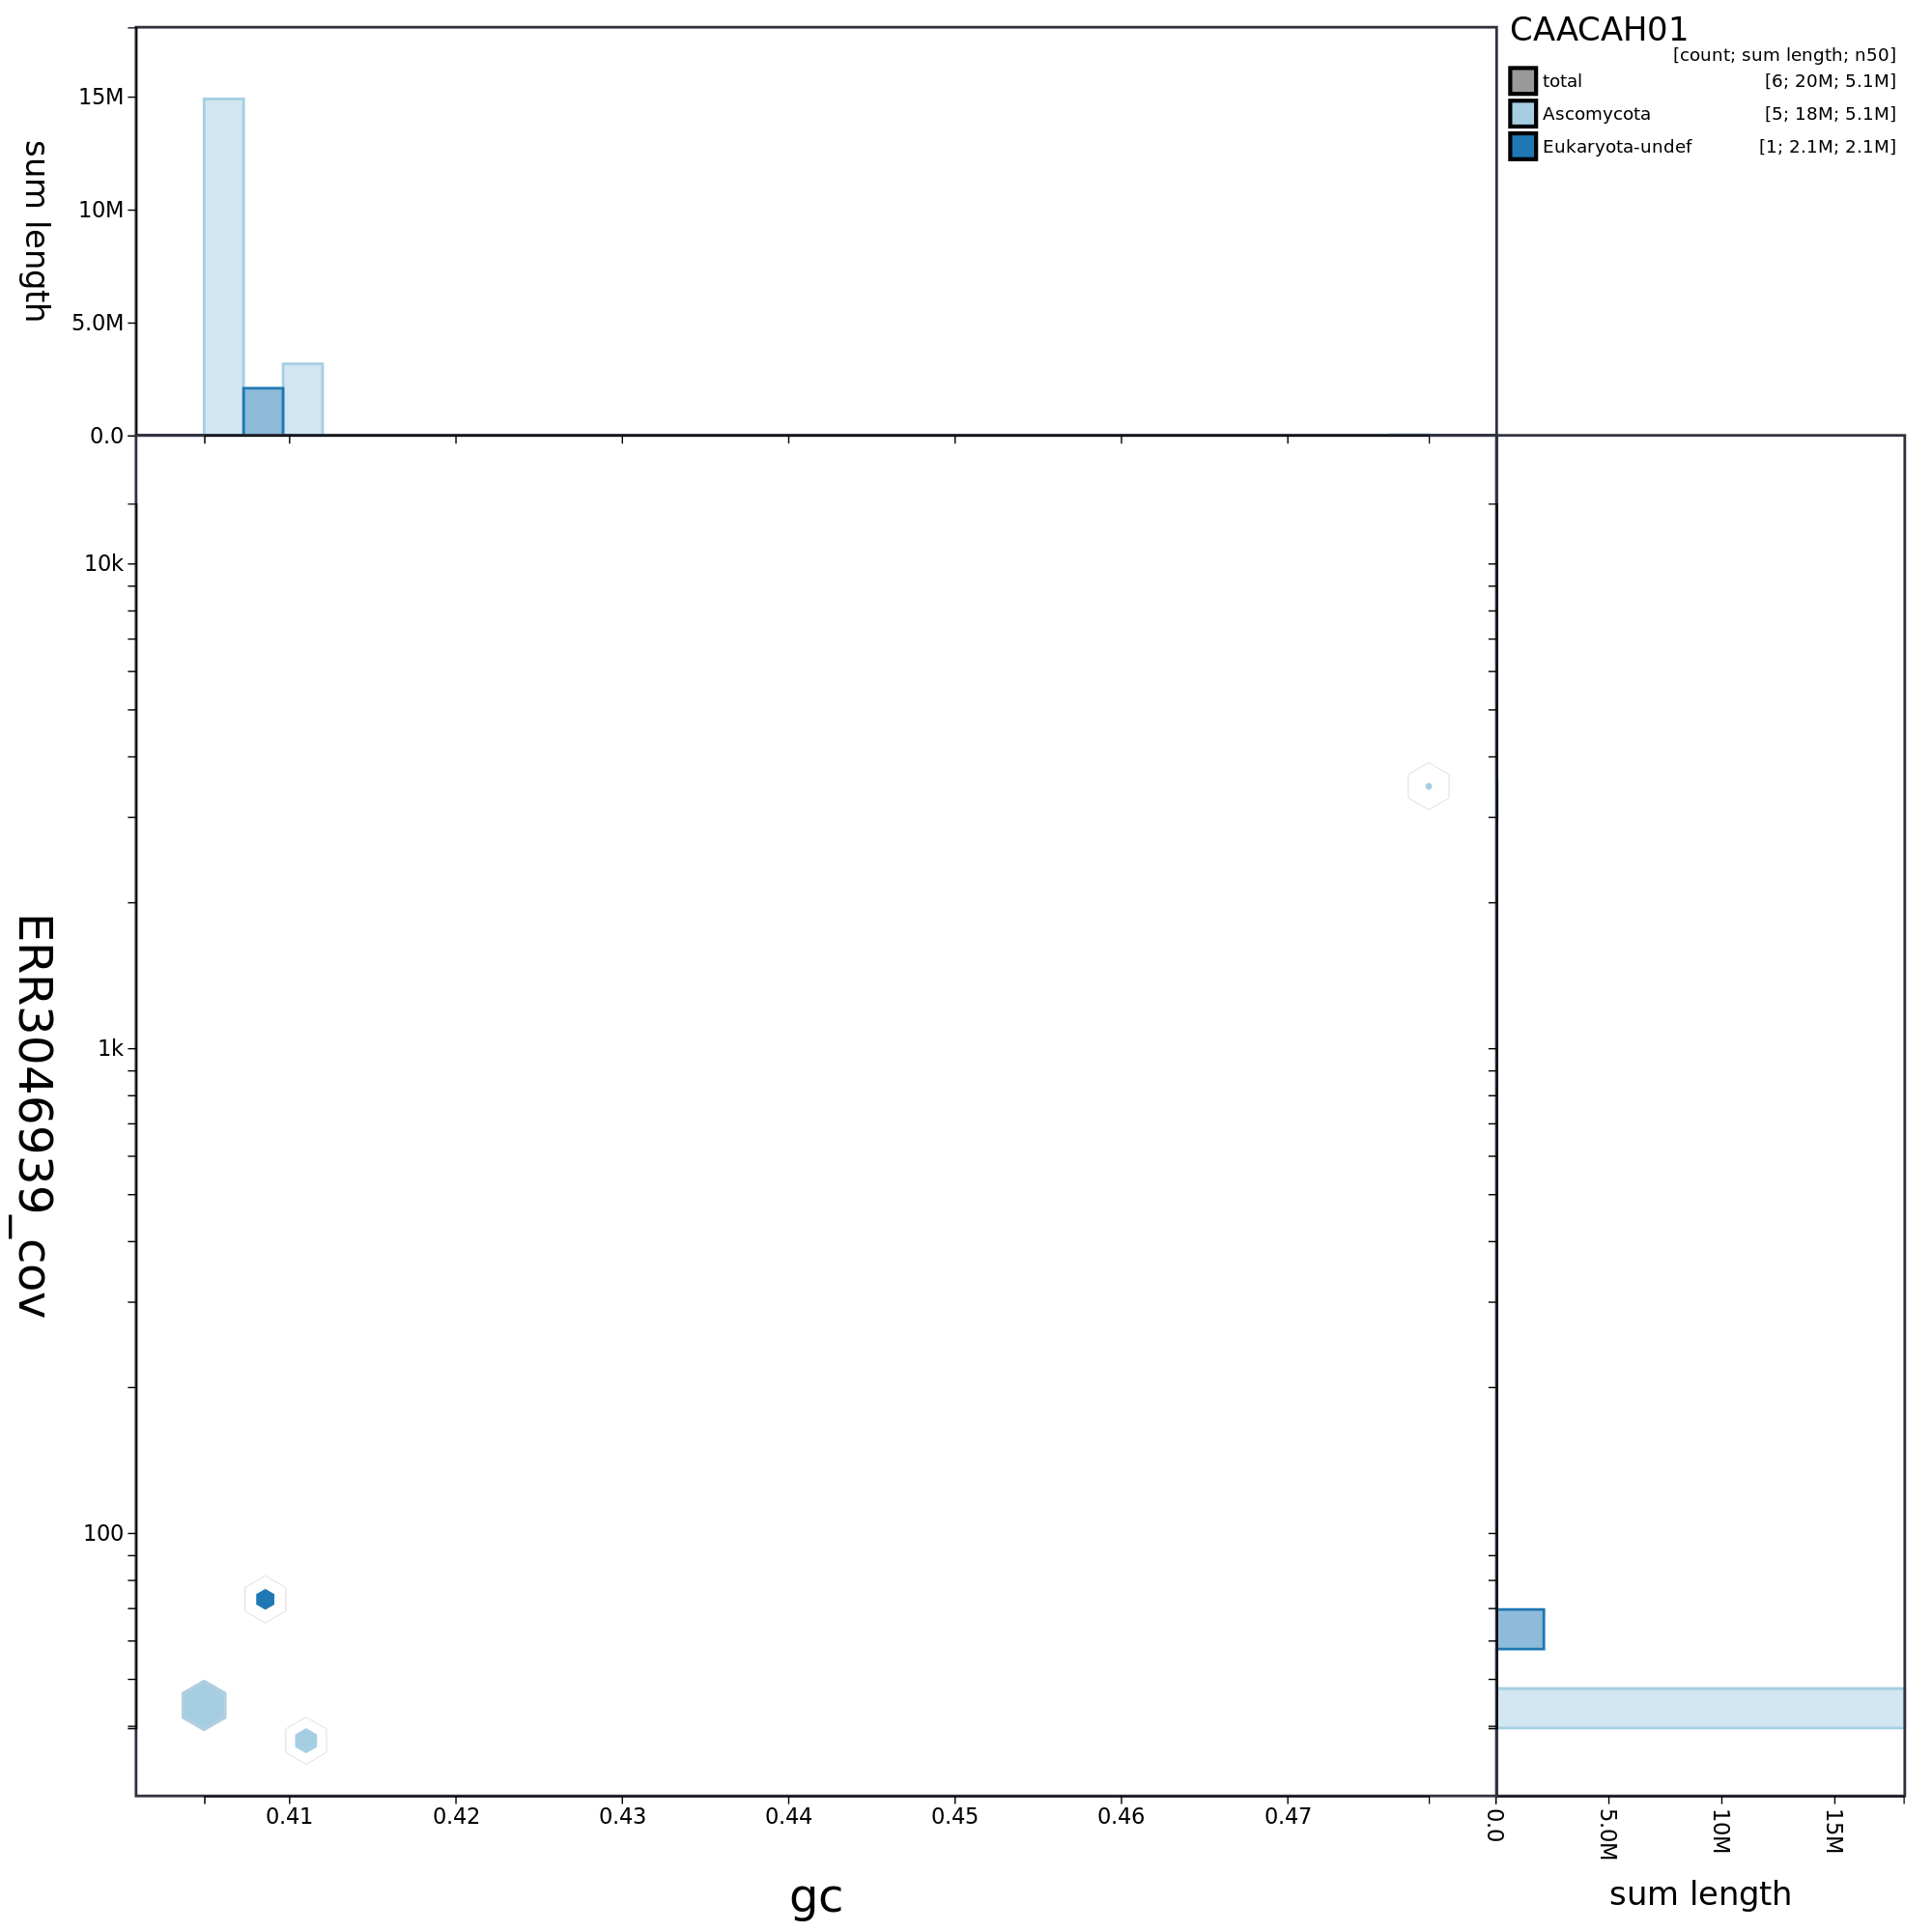 CAACAH01
[count; sum length; n50]
total [6; 20M; 5.1M]
Ascomycota [5; 18M; 5.1M]
Eukaryota-undef [1; 2.1M; 2.1M]
sum length
15M
10M
5.0M
0.0
ERR3046939_cov
10k
1k
100
0.41 0.42 0.43 0.44 0.45 0.46 0.47
gc
0.0 5.0M 10M 15M
sum length